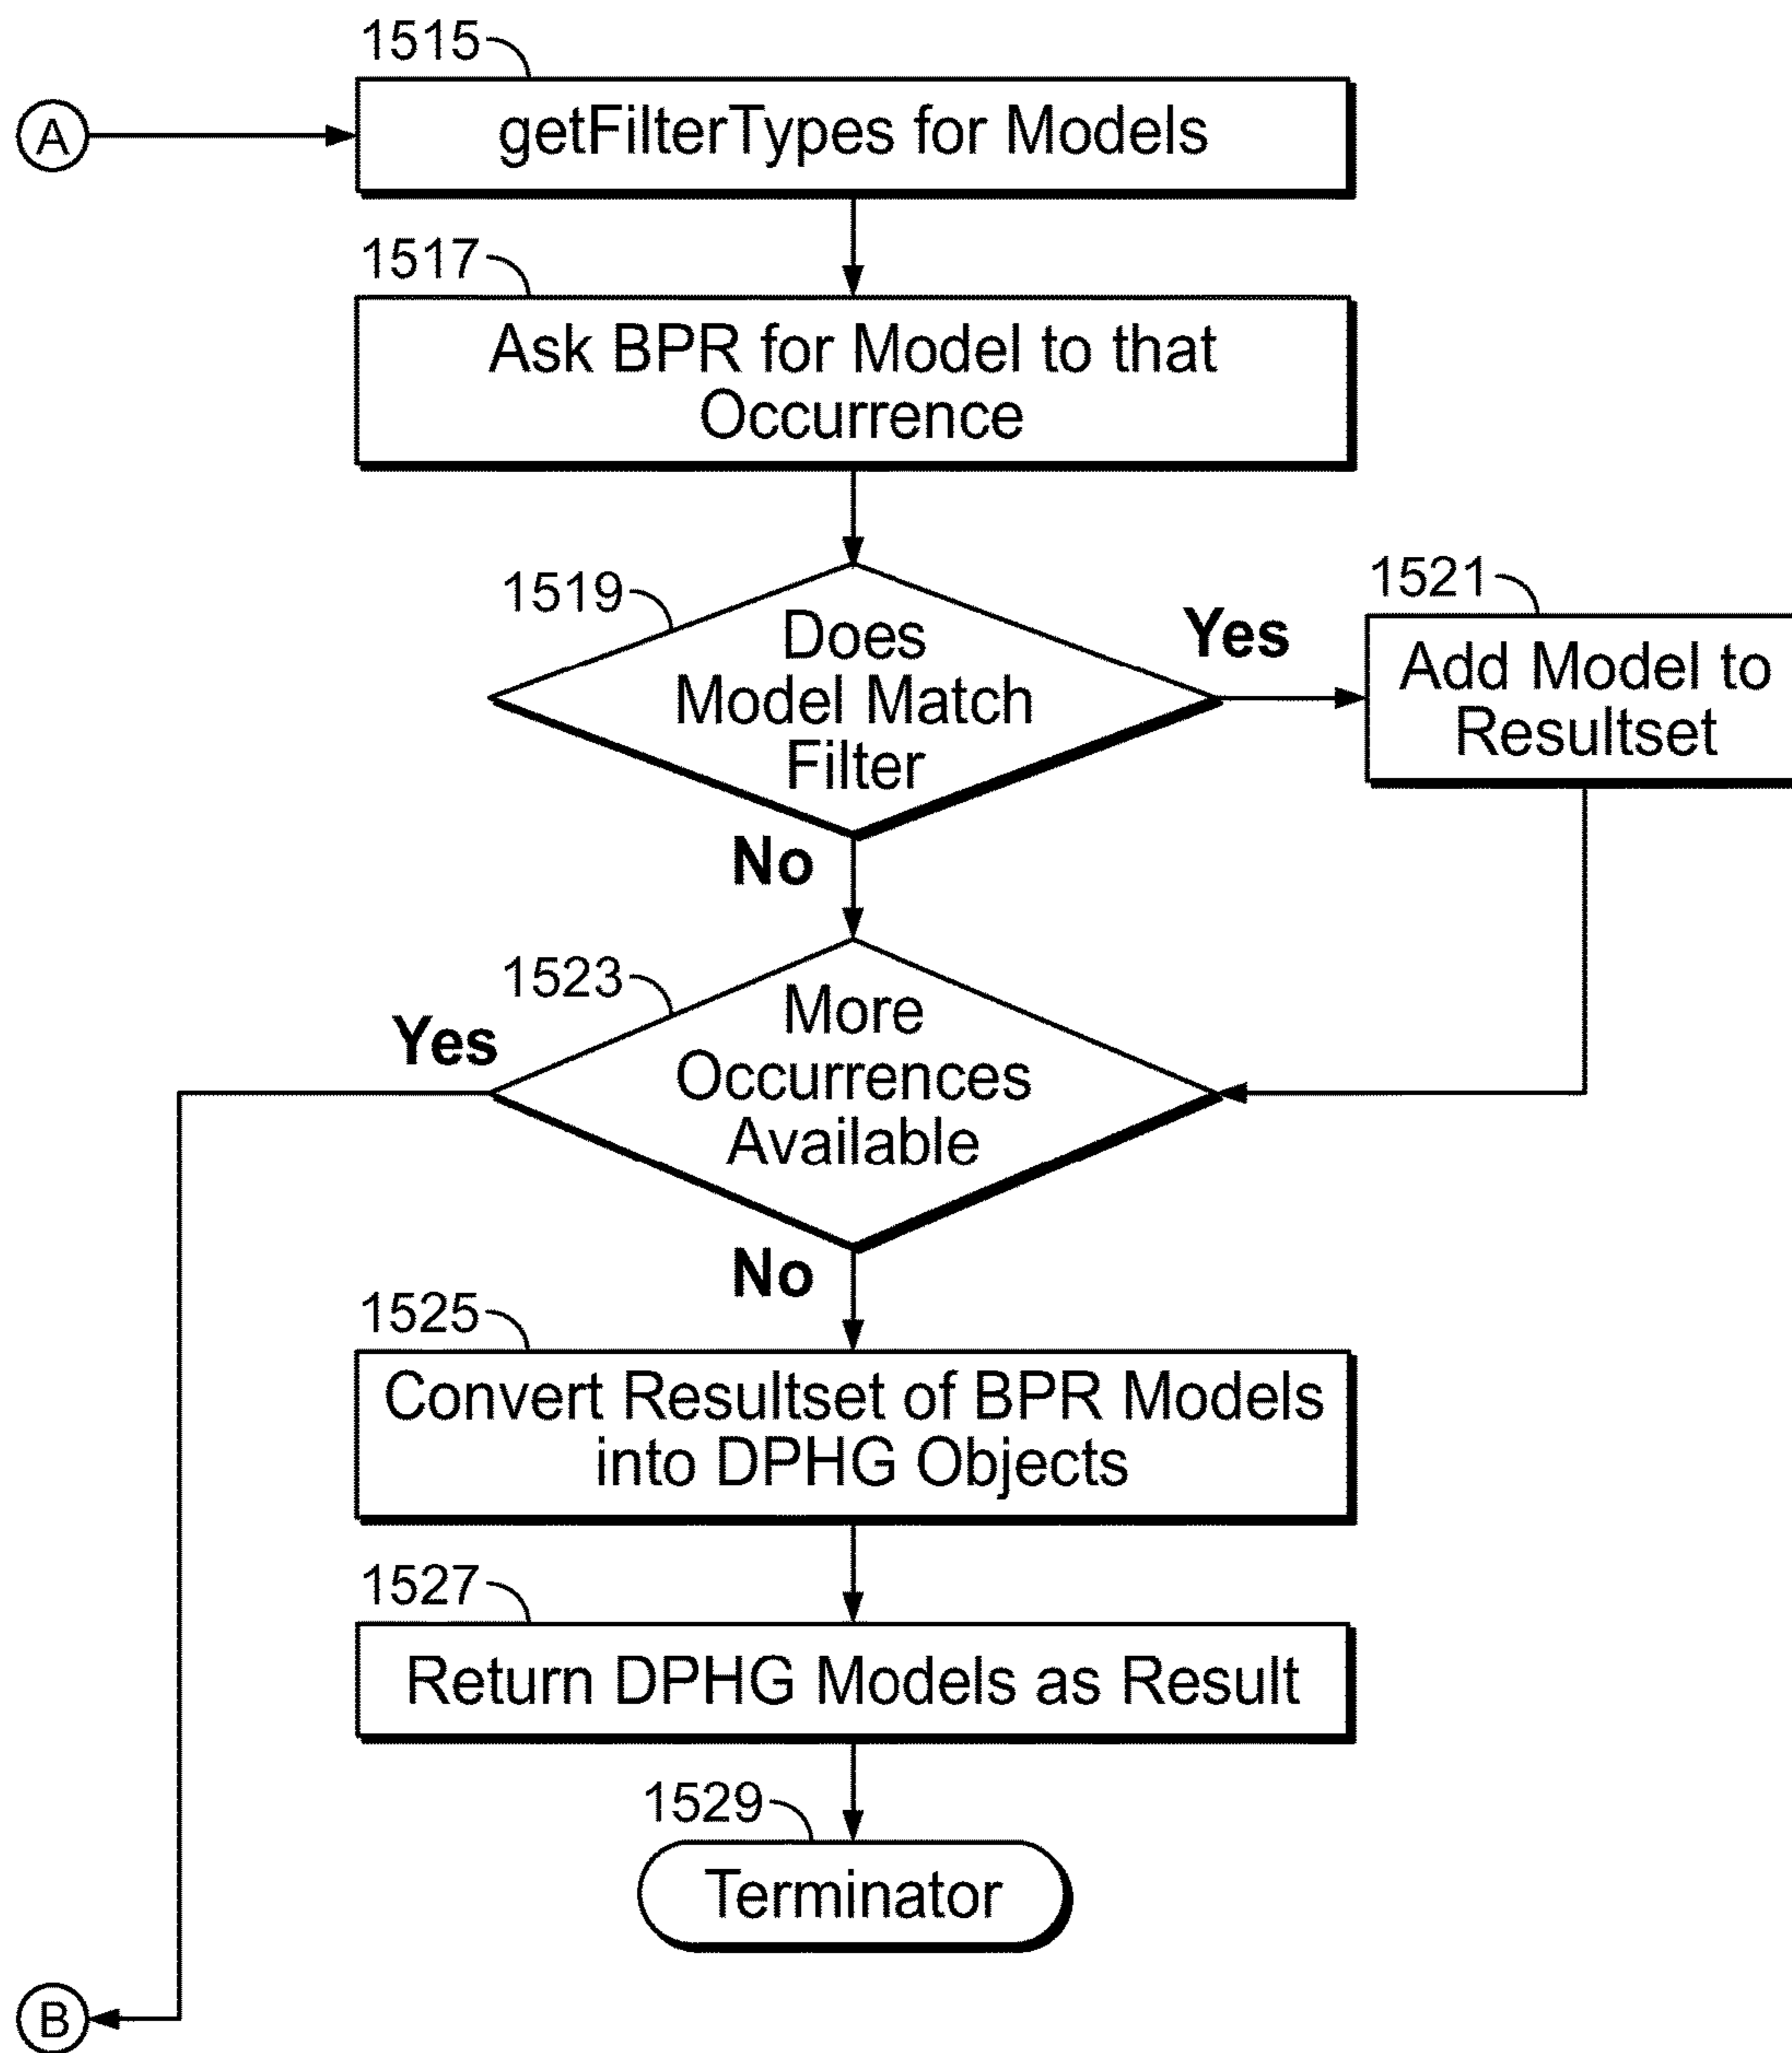 1515
A
getFilterTypes for Models
1517
Ask BPR for Model to that
Occurrence
1519
Does
Model Match
Filter
Yes
1521
Add Model to
Resultset
No
1523
More
Occurrences
Available
Yes
No
1525
Convert Resultset of BPR Models
into DPHG Objects
1527
Return DPHG Models as Result
1529
Terminator
B